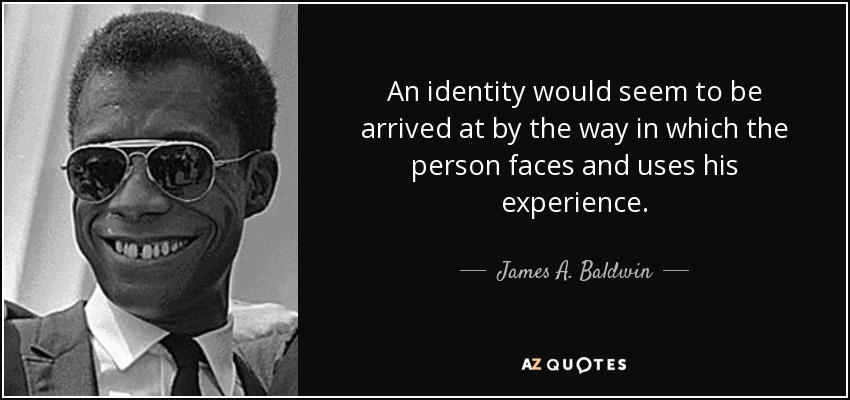 An identity would seem to be
arrived at by the way in which the
person faces and uses his
experience.
James A. Baldwin
AZ QUOTES